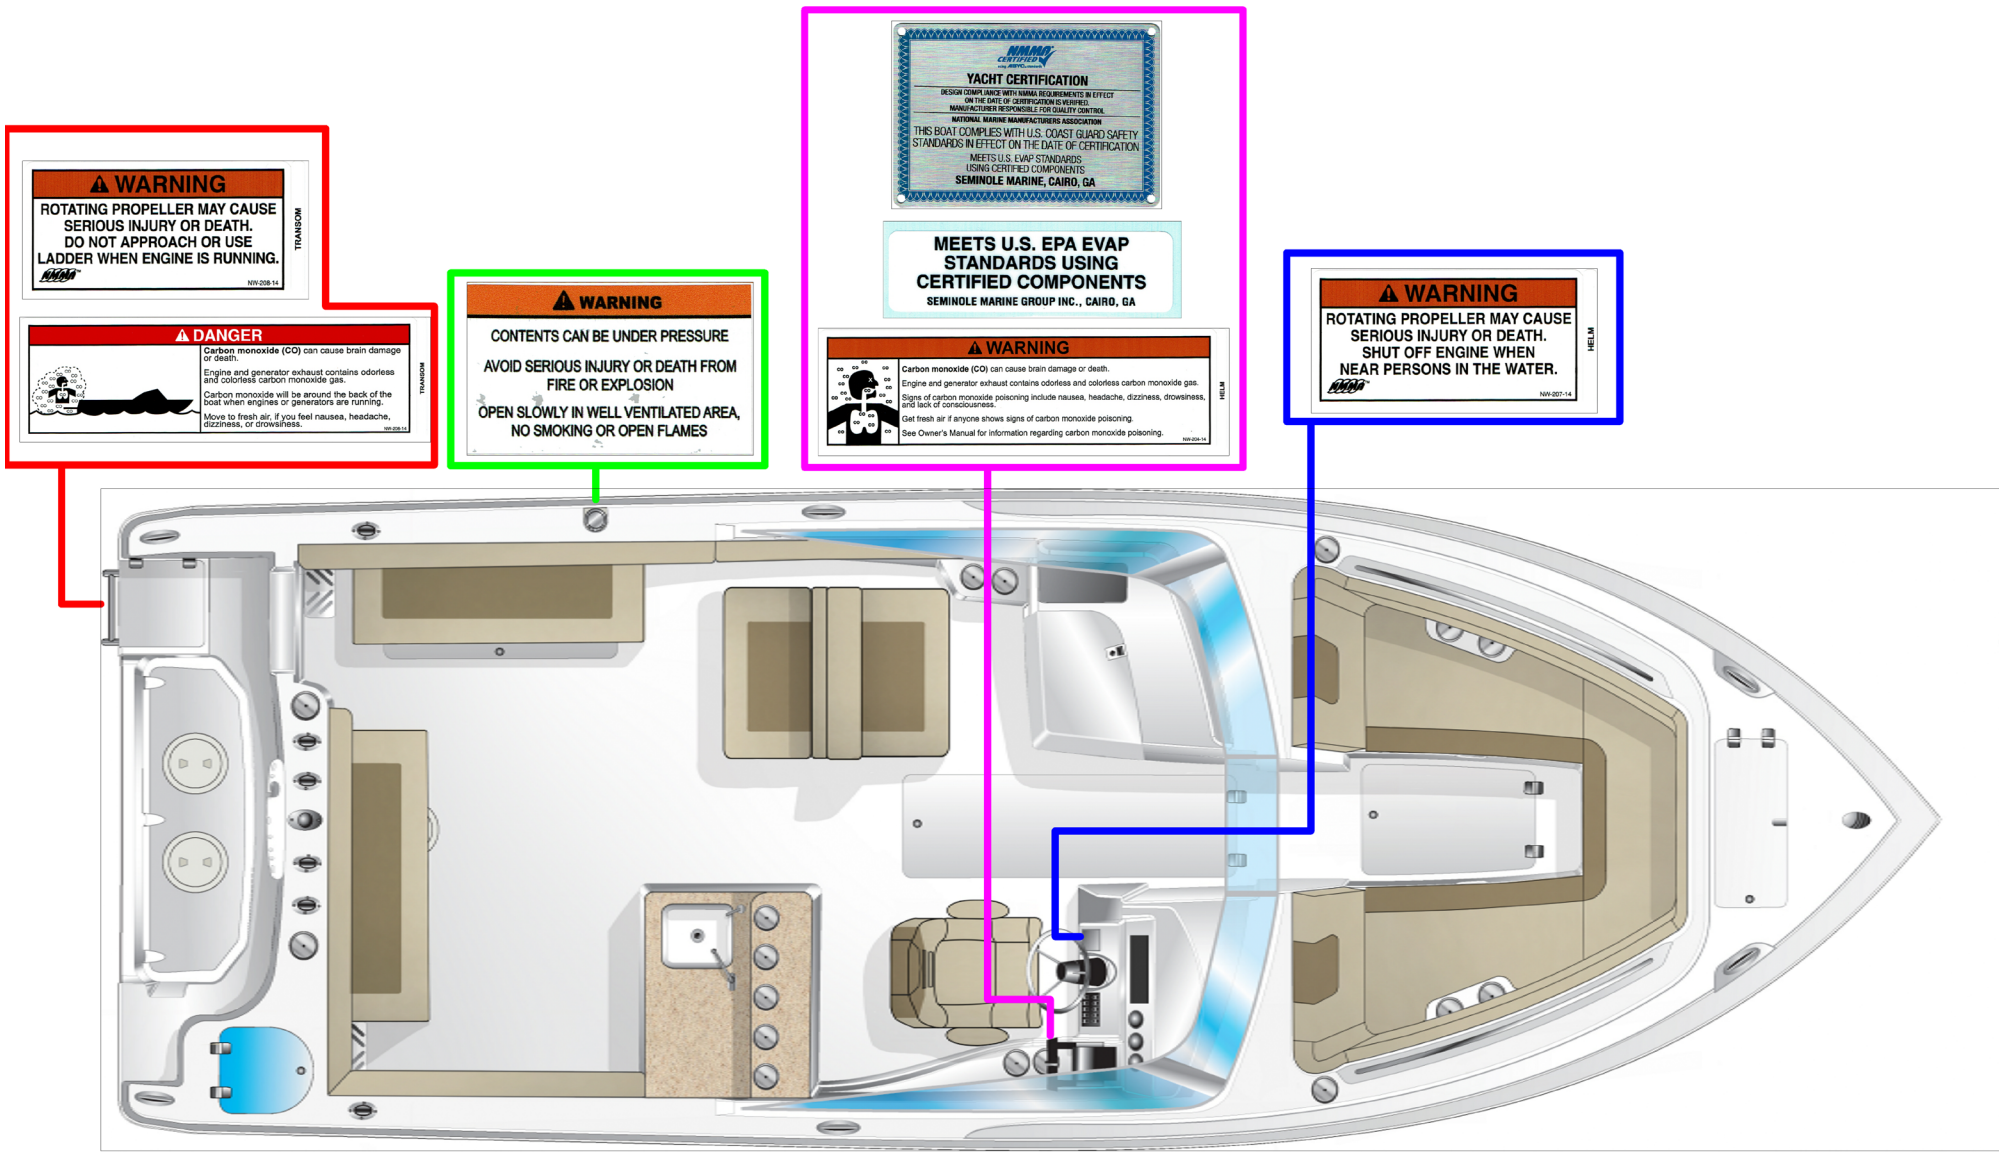 WARNING
ROTATING PROPELLER MAY CAUSE
SERIOUS INJURY OR DEATH.
DO NOT APPROACH OR USE
LADDER WHEN ENGINE IS RUNNING.
NMMA™
NW-208-14
TRANSOM
DANGER
Carbon monoxide (CO) can cause brain damage
or death.
Engine and generator exhaust contains odorless
and colorless carbon monoxide gas.
Carbon monoxide will be around the back of the
boat when engines or generators are running.
Move to fresh air, if you feel nausea, headache,
dizziness, or drowsiness.
TRANSOM
WARNING
CONTENTS CAN BE UNDER PRESSURE
AVOID SERIOUS INJURY OR DEATH FROM
FIRE OR EXPLOSION
OPEN SLOWLY IN WELL VENTILATED AREA,
NO SMOKING OR OPEN FLAMES
NMMA
CERTIFIED
YACHT CERTIFICATION
DESIGN COMPLIANCE WITH NMMA REQUIREMENTS IN EFFECT
ON THE DATE OF CERTIFICATION IS VERIFIED.
MANUFACTURER RESPONSIBLE FOR QUALITY CONTROL
NATIONAL MARINE MANUFACTURERS ASSOCIATION
THIS BOAT COMPLIES WITH U.S. COAST GUARD SAFETY
STANDARDS IN EFFECT ON THE DATE OF CERTIFICATION
MEETS U.S. EVAP STANDARDS
USING CERTIFIED COMPONENTS
SEMINOLE MARINE, CAIRO, GA
MEETS U.S. EPA EVAP
STANDARDS USING
CERTIFIED COMPONENTS
SEMINOLE MARINE GROUP INC., CAIRO, GA
WARNING
Carbon monoxide (CO) can cause brain damage or death.
Engine and generator exhaust contains odorless and colorless carbon monoxide gas.
Signs of carbon monoxide poisoning include nausea, headache, dizziness, drowsiness,
and lack of consciousness.
Get fresh air if anyone shows signs of carbon monoxide poisoning.
See Owner's Manual for information regarding carbon monoxide poisoning.
NW-204-14
HELM
WARNING
ROTATING PROPELLER MAY CAUSE
SERIOUS INJURY OR DEATH.
SHUT OFF ENGINE WHEN
NEAR PERSONS IN THE WATER.
NMMA™
NW-207-14
HELM